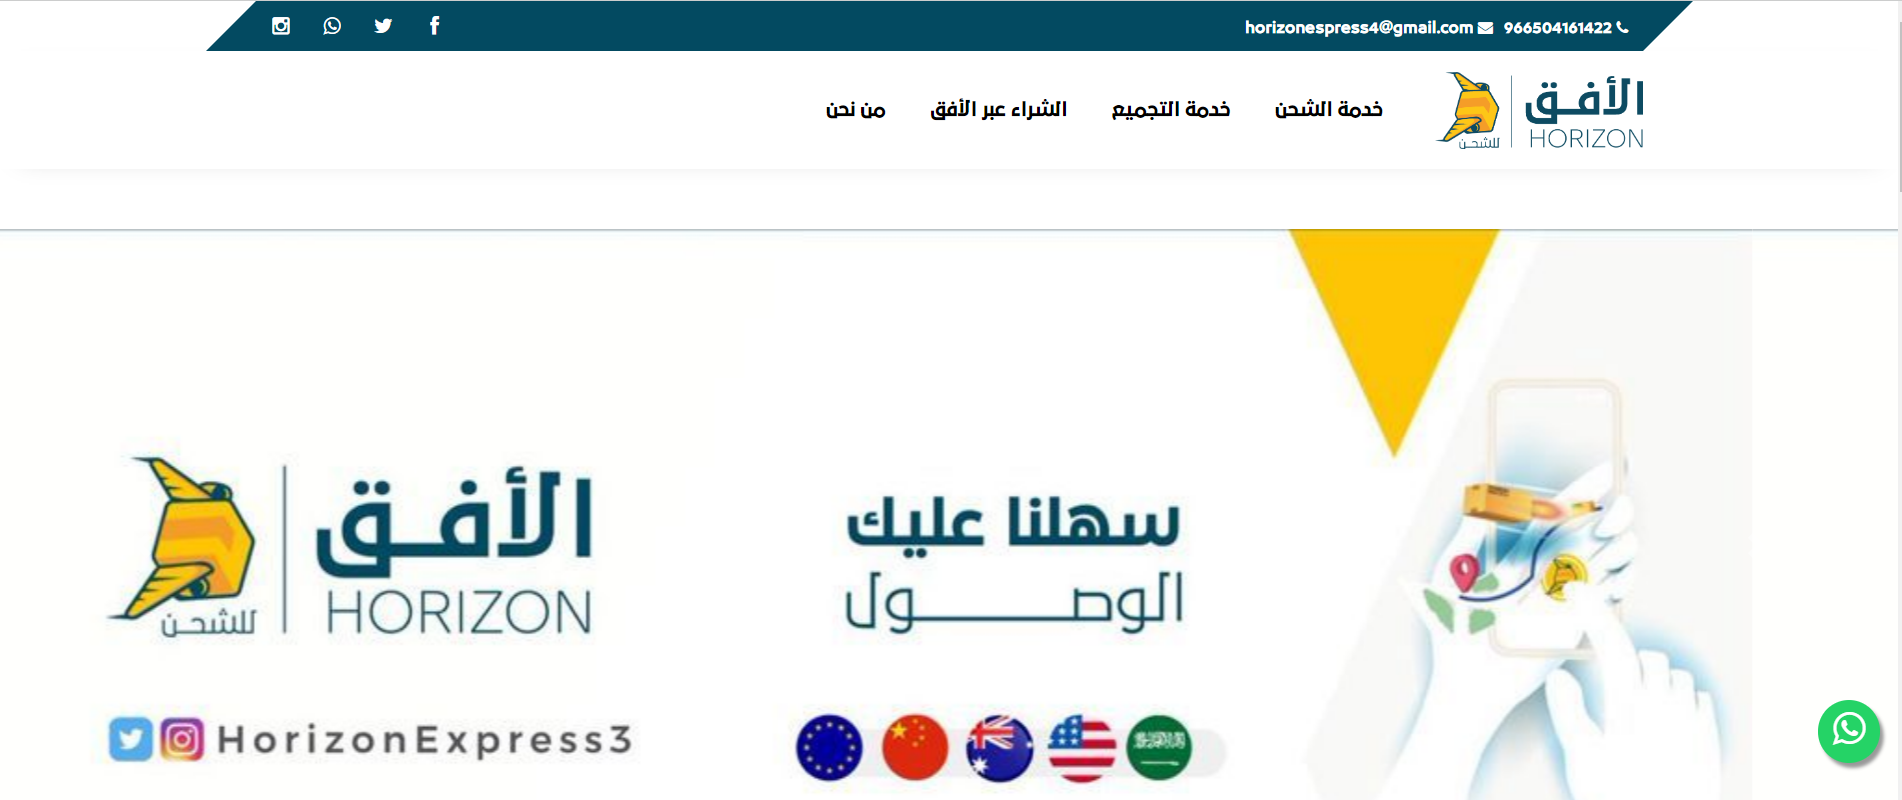 966504161422 horizonespress4@gmail.com
الأفق
HORIZON
للشحن
خدمة الشحن
خدمة التجميع
الشراء عبر الأفق
من نحن
سهلنا عليك
الوصول
الأفق
HORIZON
للشحن
HorizonExpress3